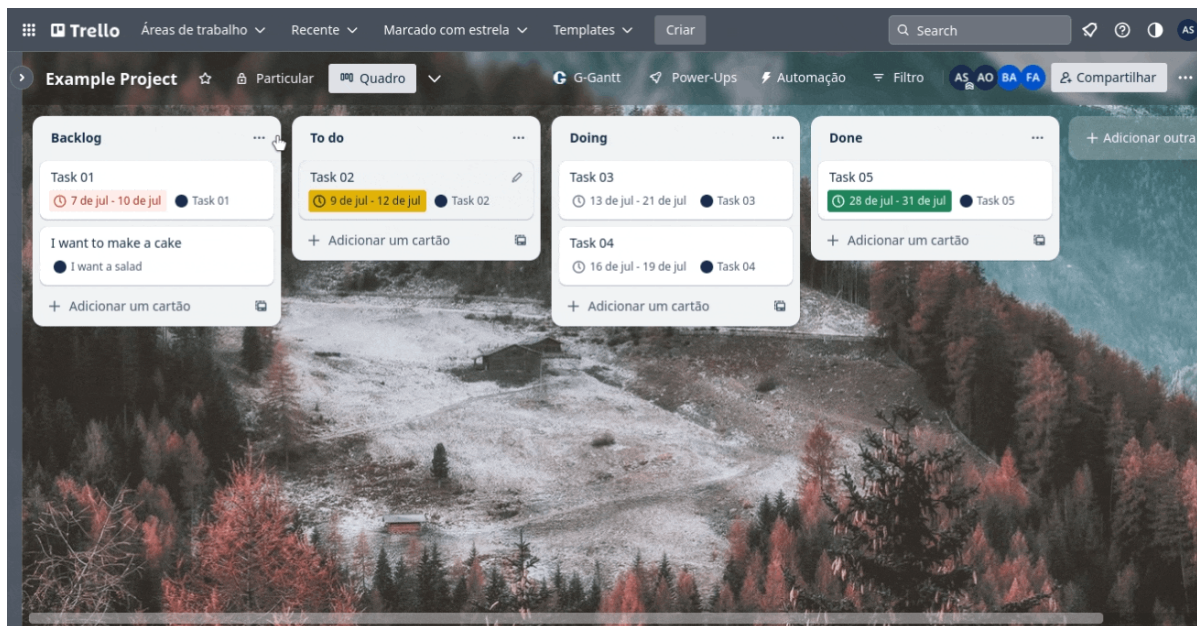 Trello Áreas de trabalho Recente Marcado com estrela Templates Criar Search AS
Example Project Particular Quadro G-Gantt Power-Ups Automação Filtro AS AO BA FA Compartilhar
Backlog
Task 01
7 de jul - 10 de jul Task 01
I want to make a cake
I want a salad
+ Adicionar um cartão
To do
Task 02
9 de jul - 12 de jul Task 02
+ Adicionar um cartão
Doing
Task 03
13 de jul - 21 de jul Task 03
Task 04
16 de jul - 19 de jul Task 04
+ Adicionar um cartão
Done
Task 05
28 de jul - 31 de jul Task 05
+ Adicionar um cartão
+ Adicionar outra